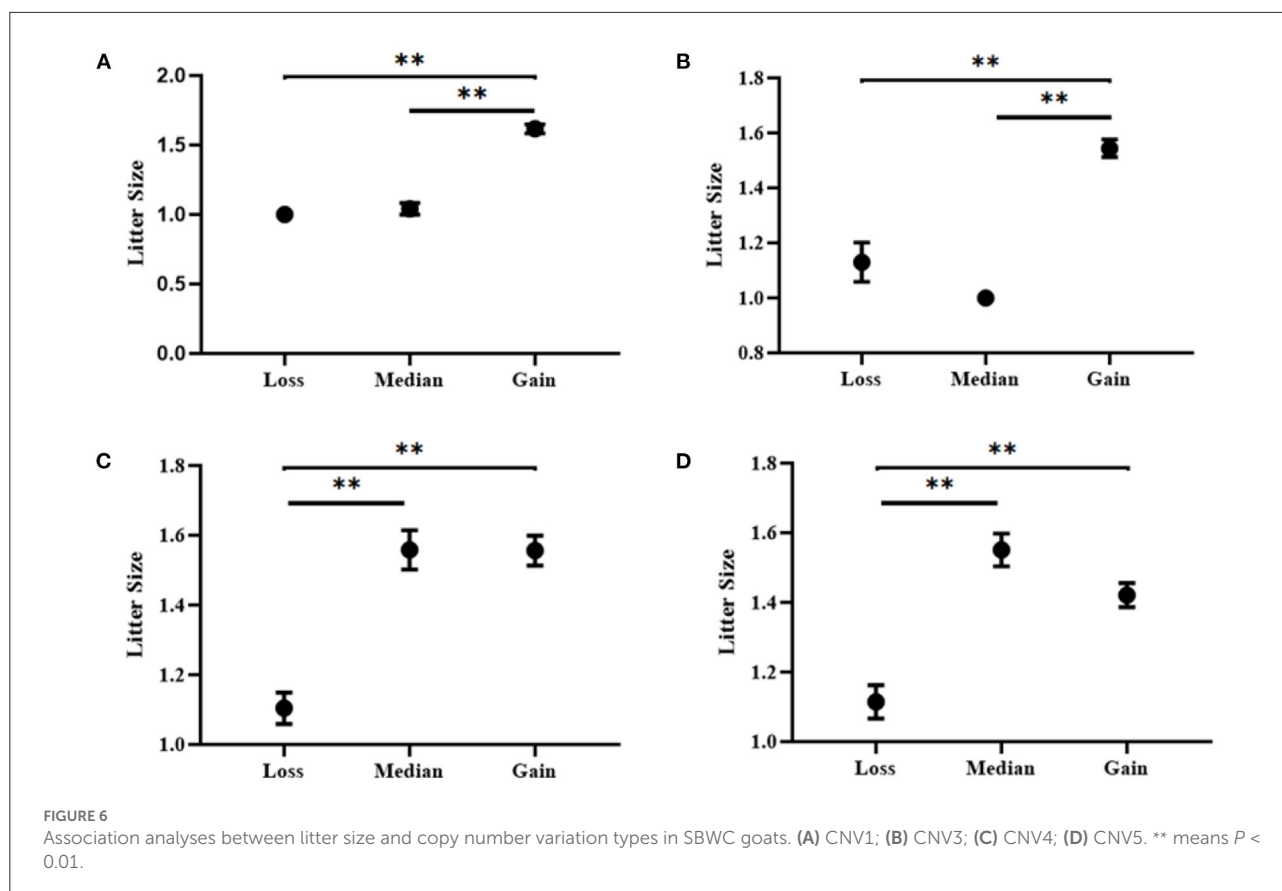 A
**
**
2.0
1.5
1.0
0.5
0.0
Litter Size
Loss Median Gain
B
**
**
1.8
1.6
1.4
1.2
1.0
0.8
Litter Size
Loss Median Gain
C
**
**
1.8
1.6
1.4
1.2
1.0
Litter Size
Loss Median Gain
D
**
**
1.8
1.6
1.4
1.2
1.0
Litter Size
Loss Median Gain
FIGURE 6
Association analyses between litter size and copy number variation types in SBWC goats. (A) CNV1; (B) CNV3; (C) CNV4; (D) CNV5. ** means P <
0.01.